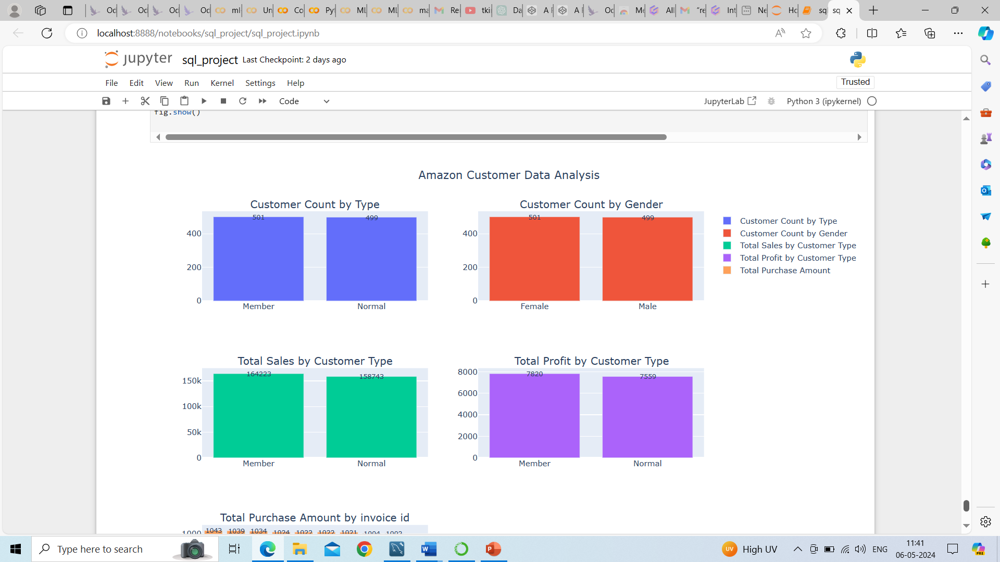 Oc
Oc
Oc
Oc
ml
Un
Co
Pyt
ML
ML
ma
Re
tki
Da
A F
A F
Oc
Me
All
"re
Int
Ne
Ho
sq
sq
localhost:8888/notebooks/sql_project/sql_project.ipynb
jupyter sql_project Last Checkpoint: 2 days ago
File Edit View Run Kernel Settings Help
Trusted
Code
JupyterLab
Python 3 (ipykernel)
fig.show()
Amazon Customer Data Analysis
Customer Count by Type
501 499
400
200
0
Member Normal
Customer Count by Gender
501 499
400
200
0
Female Male
Customer Count by Type
Customer Count by Gender
Total Sales by Customer Type
Total Profit by Customer Type
Total Purchase Amount
Total Sales by Customer Type
164223 158743
150k
100k
50k
0
Member Normal
Total Profit by Customer Type
7820 7559
8000
6000
4000
2000
0
Member Normal
Total Purchase Amount by invoice id
1000
1043 1039 1034 1024 1022 1022 1021 1004 1002
Type here to search
UV
High UV
ENG
11:41
06-05-2024
PRE